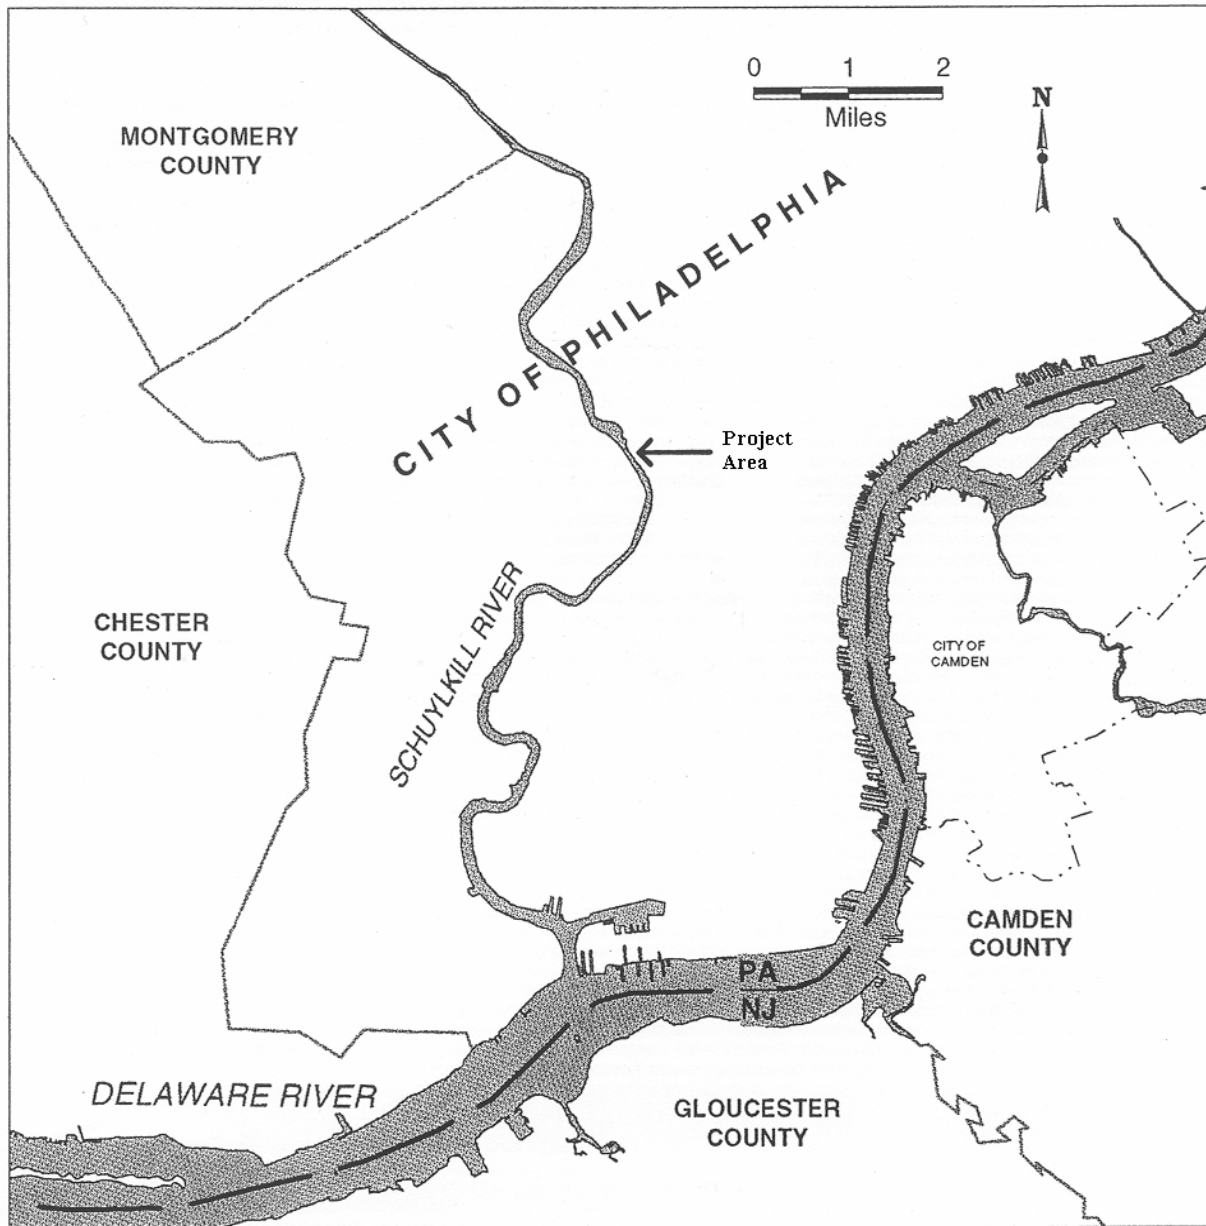 0 1 2
Miles
N
MONTGOMERY
COUNTY
CITY OF PHILADELPHIA
Project
Area
SCHUYLKILL RIVER
CHESTER
COUNTY
CITY OF
CAMDEN
CAMDEN
COUNTY
PA
NJ
DELAWARE RIVER
GLOUCESTER
COUNTY